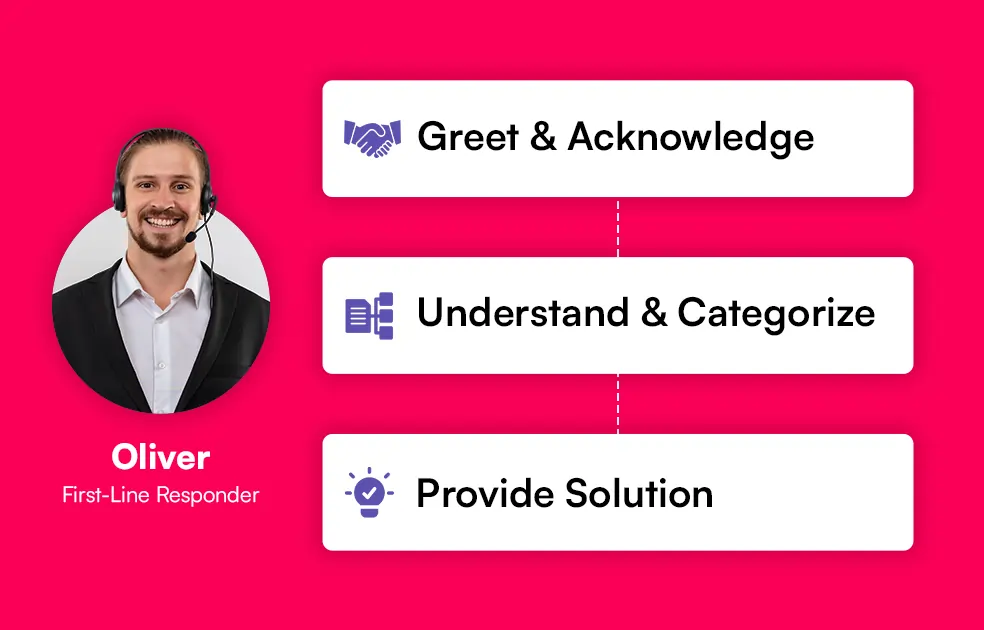 Greet & Acknowledge
Understand & Categorize
Provide Solution
Oliver
First-Line Responder